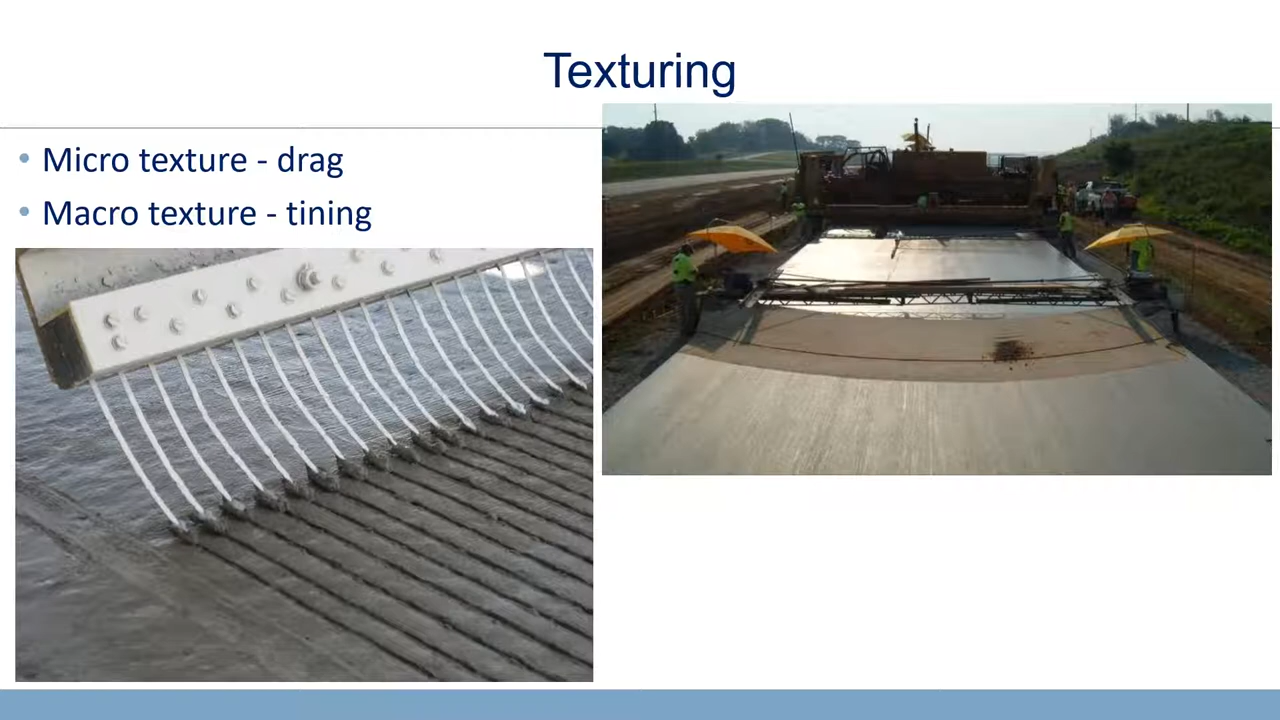 Texturing
• Micro texture - drag
• Macro texture - tining